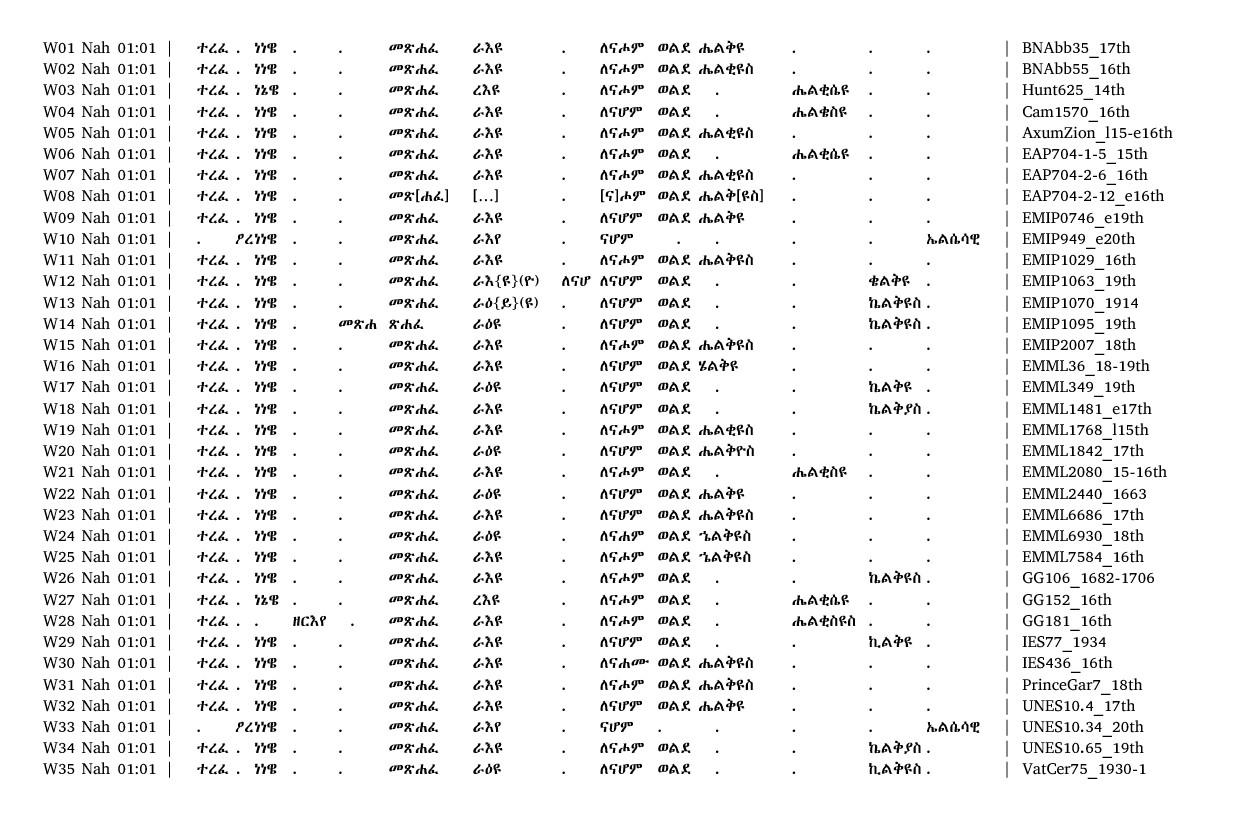 W01 Nah 01:01 | ተረፈ . ነነዌ . . መጽሐፈ ራእዩ . ለናሖም ወልደ ሔልቅዩ . . . | BNAbb35_17th
W02 Nah 01:01 | ተረፈ . ነነዌ . . መጽሐፈ ራእዩ . ለናሖም ወልደ ሔልቂዩስ . . . | BNAbb55_16th
W03 Nah 01:01 | ተረፈ . ነኔዌ . . መጽሐፈ ረእዩ . ለናሖም ወልደ . ሔልቂሴዩ . . | Hunt625_14th
W04 Nah 01:01 | ተረፈ . ነነዌ . . መጽሐፈ ራእዩ . ለናሆም ወልደ . ሔልቄስዩ . . | Cam1570_16th
W05 Nah 01:01 | ተረፈ . ነነዌ . . መጽሐፈ ራእዩ . ለናሖም ወልደ ሔልቂዩስ . . . | AxumZion_l15-e16th
W06 Nah 01:01 | ተረፈ . ነነዌ . . መጽሐፈ ራእዩ . ለናሖም ወልደ . ሔልቂሴዩ . . | EAP704-1-5_15th
W07 Nah 01:01 | ተረፈ . ነነዌ . . መጽሐፈ ራእዩ . ለናሖም ወልደ ሔልቂዩስ . . . | EAP704-2-6_16th
W08 Nah 01:01 | ተረፈ . ነነዌ . . መጽ[ሐፈ] [...] . [ና]ሖም ወልደ ሔልቅ[ዩስ] . . . | EAP704-2-12_e16th
W09 Nah 01:01 | ተረፈ . ነነዌ . . መጽሐፈ ራእዩ . ለናሆም ወልደ ሔልቅዩ . . . | EMIP0746_e19th
W10 Nah 01:01 | . ፆረነነዌ . . መጽሐፈ ራእየ . ናሆም . . . . ኤልሴሳዊ | EMIP949_e20th
W11 Nah 01:01 | ተረፈ . ነነዌ . . መጽሐፈ ራእዩ . ለናሖም ወልደ ሔልቂዩስ . . . | EMIP1029_16th
W12 Nah 01:01 | ተረፈ . ነነዌ . . መጽሐፈ ራእ{ዩ}(ዮ) ለናሆ ለናሆም ወልደ . . ቄልቅዩ . | EMIP1063_19th
W13 Nah 01:01 | ተረፈ . ነነዌ . . መጽሐፈ ራዕ{ይ}(ዩ) . ለናሆም ወልደ . . ኬልቅዩስ . | EMIP1070_1914
W14 Nah 01:01 | ተረፈ . ነነዌ . መጽሐ ጽሐፈ ራዕዩ . ለናሆም ወልደ . . ኬልቅዩስ . | EMIP1095_19th
W15 Nah 01:01 | ተረፈ . ነነዌ . . መጽሐፈ ራእዩ . ለናሆም ወልደ ሔልቅዩስ . . . | EMIP2007_18th
W16 Nah 01:01 | ተረፈ . ነነዌ . . መጽሐፈ ራእዩ . ለናሆም ወልደ ሄልቅዩ . . . | EMML36_18-19th
W17 Nah 01:01 | ተረፈ . ነነዌ . . መጽሐፈ ራዕዩ . ለናሆም ወልደ . . ኬልቅዩ . | EMML349_19th
W18 Nah 01:01 | ተረፈ . ነነዌ . . መጽሐፈ ራእዩ . ለናሆም ወልደ . . ኬልቅያስ . | EMML1481_e17th
W19 Nah 01:01 | ተረፈ . ነነዌ . . መጽሐፈ ራእዩ . ለናሖም ወልደ ሔልቂዩስ . . . | EMML1768_l15th
W20 Nah 01:01 | ተረፈ . ነነዌ . . መጽሐፈ ራዕዩ . ለናሆም ወልደ ሔልቅዮስ . . . | EMML1842_17th
W21 Nah 01:01 | ተረፈ . ነነዌ . . መጽሐፈ ራእዩ . ለናሖም ወልደ . ሔልቂስዩ . . | EMML2080_15-16th
W22 Nah 01:01 | ተረፈ . ነነዌ . . መጽሐፈ ራዕዩ . ለናሆም ወልደ ሔልቅዩ . . . | EMML2440_1663
W23 Nah 01:01 | ተረፈ . ነነዌ . . መጽሐፈ ራእዩ . ለናሆም ወልደ ሔልቅዩስ . . . | EMML6686_17th
W24 Nah 01:01 | ተረፈ . ነነዌ . . መጽሐፈ ራዕዩ . ለናሐም ወልደ ኄልቅዩስ . . . | EMML6930_18th
W25 Nah 01:01 | ተረፈ . ነነዌ . . መጽሐፈ ራእዩ . ለናሖም ወልደ ኄልቅዩስ . . . | EMML7584_16th
W26 Nah 01:01 | ተረፈ . ነነዌ . . መጽሐፈ ራእዩ . ለናሖም ወልደ . . ኬልቅዩስ . | GG106_1682-1706
W27 Nah 01:01 | ተረፈ . ነኔዌ . . መጽሐፈ ረእዩ . ለናሖም ወልደ . ሔልቂሴዩ . . | GG152_16th
W28 Nah 01:01 | ተረፈ . . ዘርእየ . መጽሐፈ ራእዩ . ለናሖም ወልደ . ሔልቂስዩስ . . | GG181_16th
W29 Nah 01:01 | ተረፈ . ነነዌ . . መጽሐፈ ራእዩ . ለናሆም ወልደ . . ኪልቅዩ . | IES77_1934
W30 Nah 01:01 | ተረፈ . ነነዌ . . መጽሐፈ ራእዩ . ለናሐሙ ወልደ ሔልቅዩስ . . . | IES436_16th
W31 Nah 01:01 | ተረፈ . ነነዌ . . መጽሐፈ ራእዩ . ለናሖም ወልደ ሔልቅዩስ . . . | PrinceGar7_18th
W32 Nah 01:01 | ተረፈ . ነነዌ . . መጽሐፈ ራእዩ . ለናሆም ወልደ ሔልቅዩ . . . | UNES10.4_17th
W33 Nah 01:01 | . ፆረነነዌ . . መጽሐፈ ራእየ . ናሆም . . . . ኤልሴሳዊ | UNES10.34_20th
W34 Nah 01:01 | ተረፈ . ነነዌ . . መጽሐፈ ራእዩ . ለናሖም ወልደ . . ኬልቅያስ . | UNES10.65_19th
W35 Nah 01:01 | ተረፈ . ነነዌ . . መጽሐፈ ራዕዩ . ለናሆም ወልደ . . ኪልቅዩስ . | VatCer75_1930-1